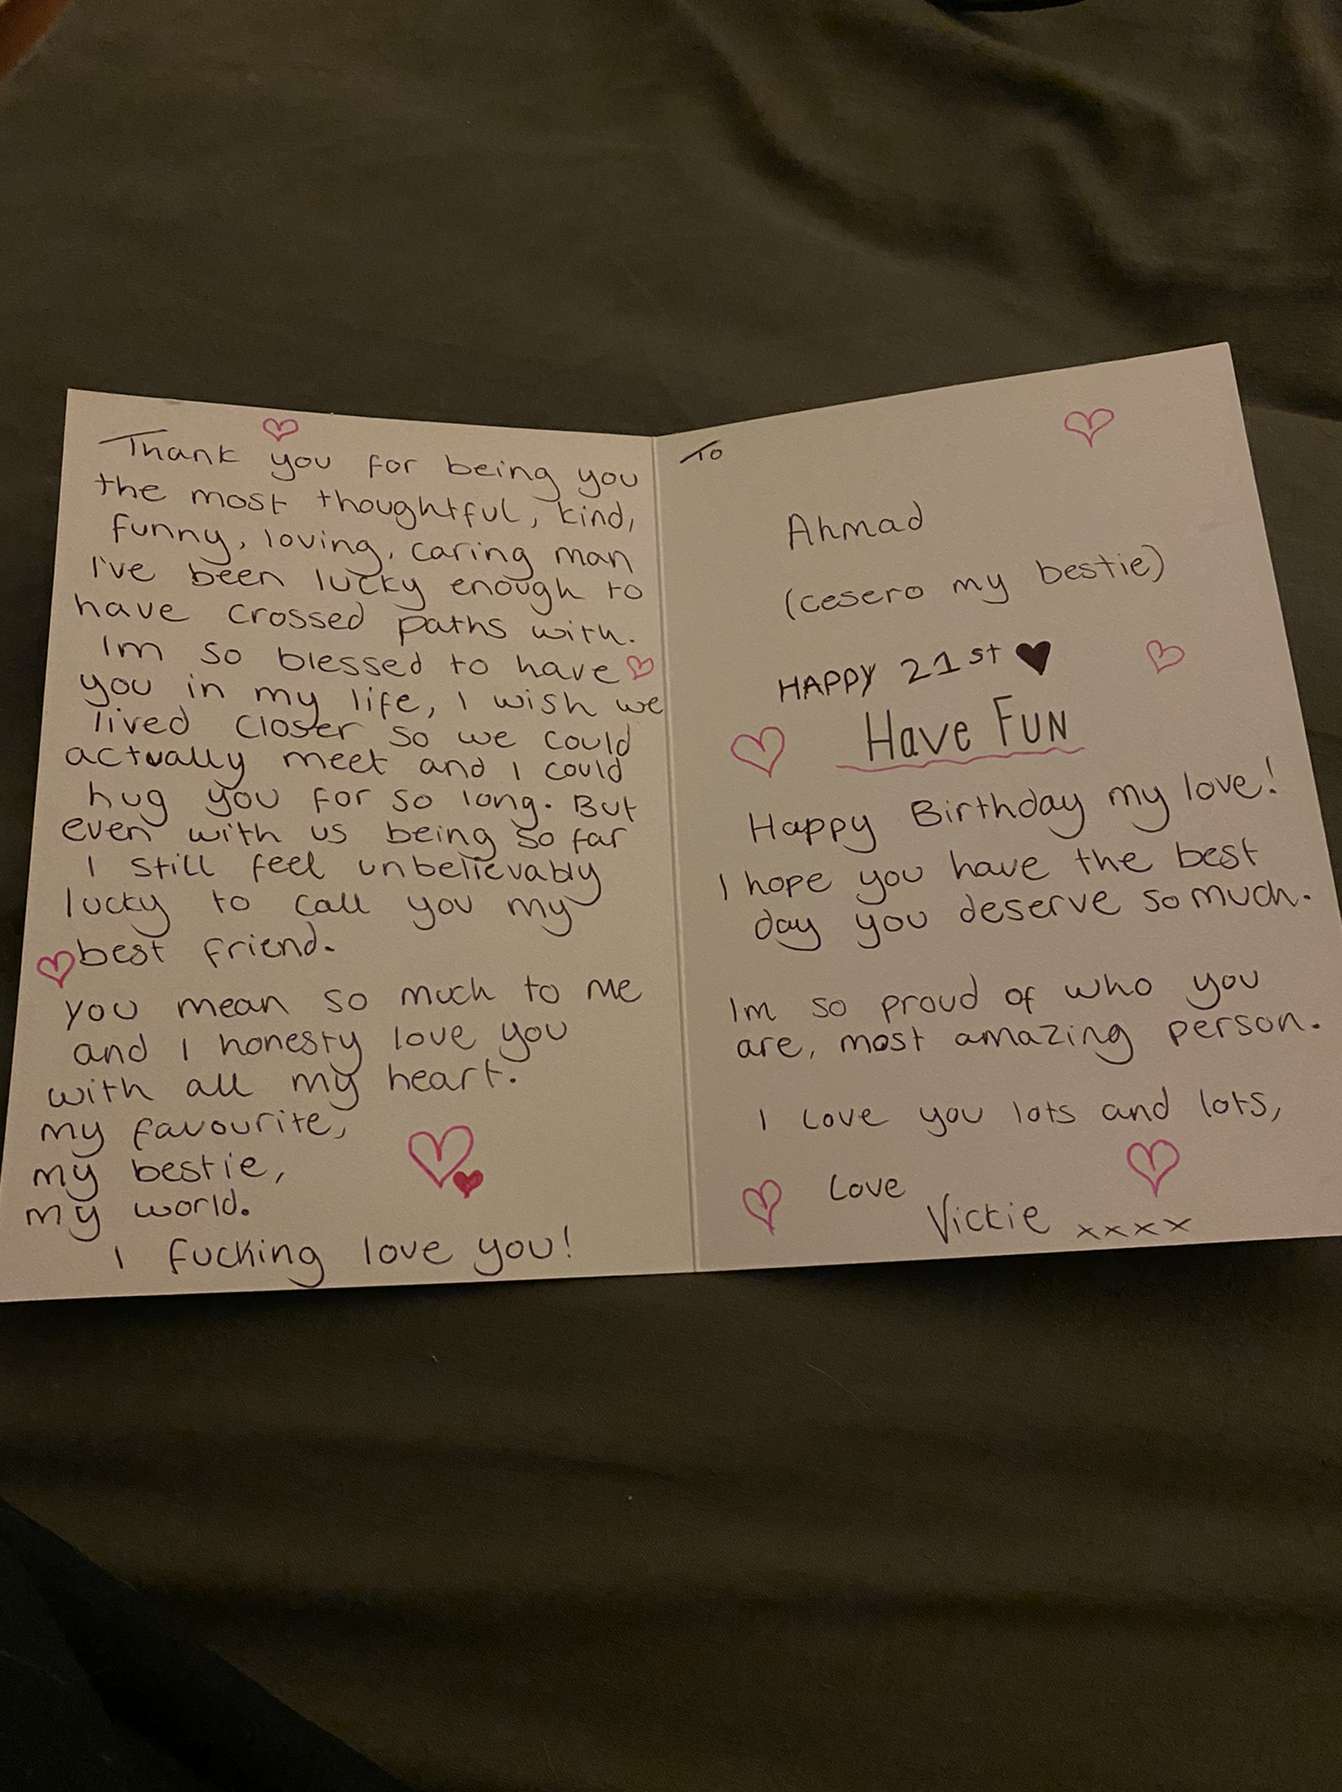 Thank you for being you
the most thoughtful, kind,
funny, loving, caring man
I've been lucky enough to
have crossed paths with.
Im so blessed to have
you in my life, I wish we
lived closer so we could
actually meet and I could
hug you for so long. But
even with us being so far
I still feel unbelievably
lucky to call you my
best friend.
You mean so much to me
and I honesty love you
with all my heart.
my favourite,
my bestie,
my world.
I fucking love you!
To
Ahmad
(cesero my bestie)
HAPPY 21st
Have FUN
Happy Birthday my love!
I hope you have the best
day you deserve so much.
Im so proud of who you
are, most amazing person.
I love you lots and lots,
Love
Vickie xxxx